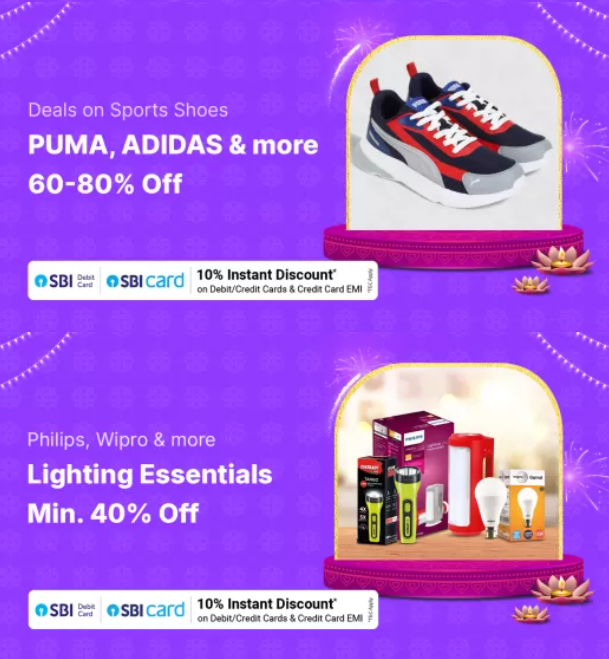 Deals on Sports Shoes
PUMA, ADIDAS & more
60-80% Off
SBI Debit Card SBI card 10% Instant Discount*
on Debit/Credit Cards & Credit Card EMI
*T&C Apply
Philips, Wipro & more
Lighting Essentials
Min. 40% Off
PHILIPS
SBI Debit Card SBI card 10% Instant Discount*
on Debit/Credit Cards & Credit Card EMI
*T&C Apply